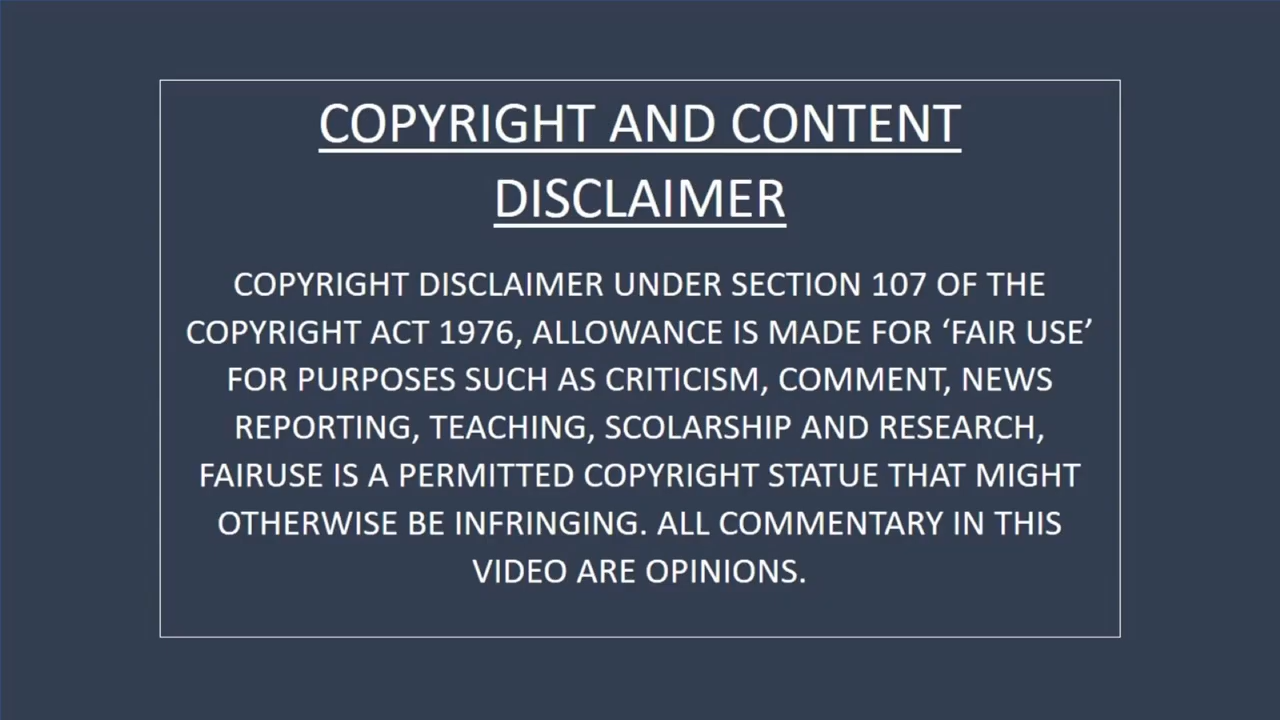 COPYRIGHT AND CONTENT
DISCLAIMER
COPYRIGHT DISCLAIMER UNDER SECTION 107 OF THE
COPYRIGHT ACT 1976, ALLOWANCE IS MADE FOR ‘FAIR USE’
FOR PURPOSES SUCH AS CRITICISM, COMMENT, NEWS
REPORTING, TEACHING, SCOLARSHIP AND RESEARCH,
FAIRUSE IS A PERMITTED COPYRIGHT STATUE THAT MIGHT
OTHERWISE BE INFRINGING. ALL COMMENTARY IN THIS
VIDEO ARE OPINIONS.